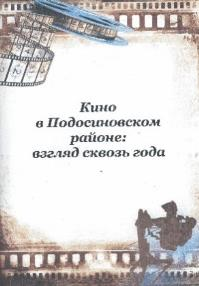 Кино
в Подосиновском
районе:
взгляд сквозь года